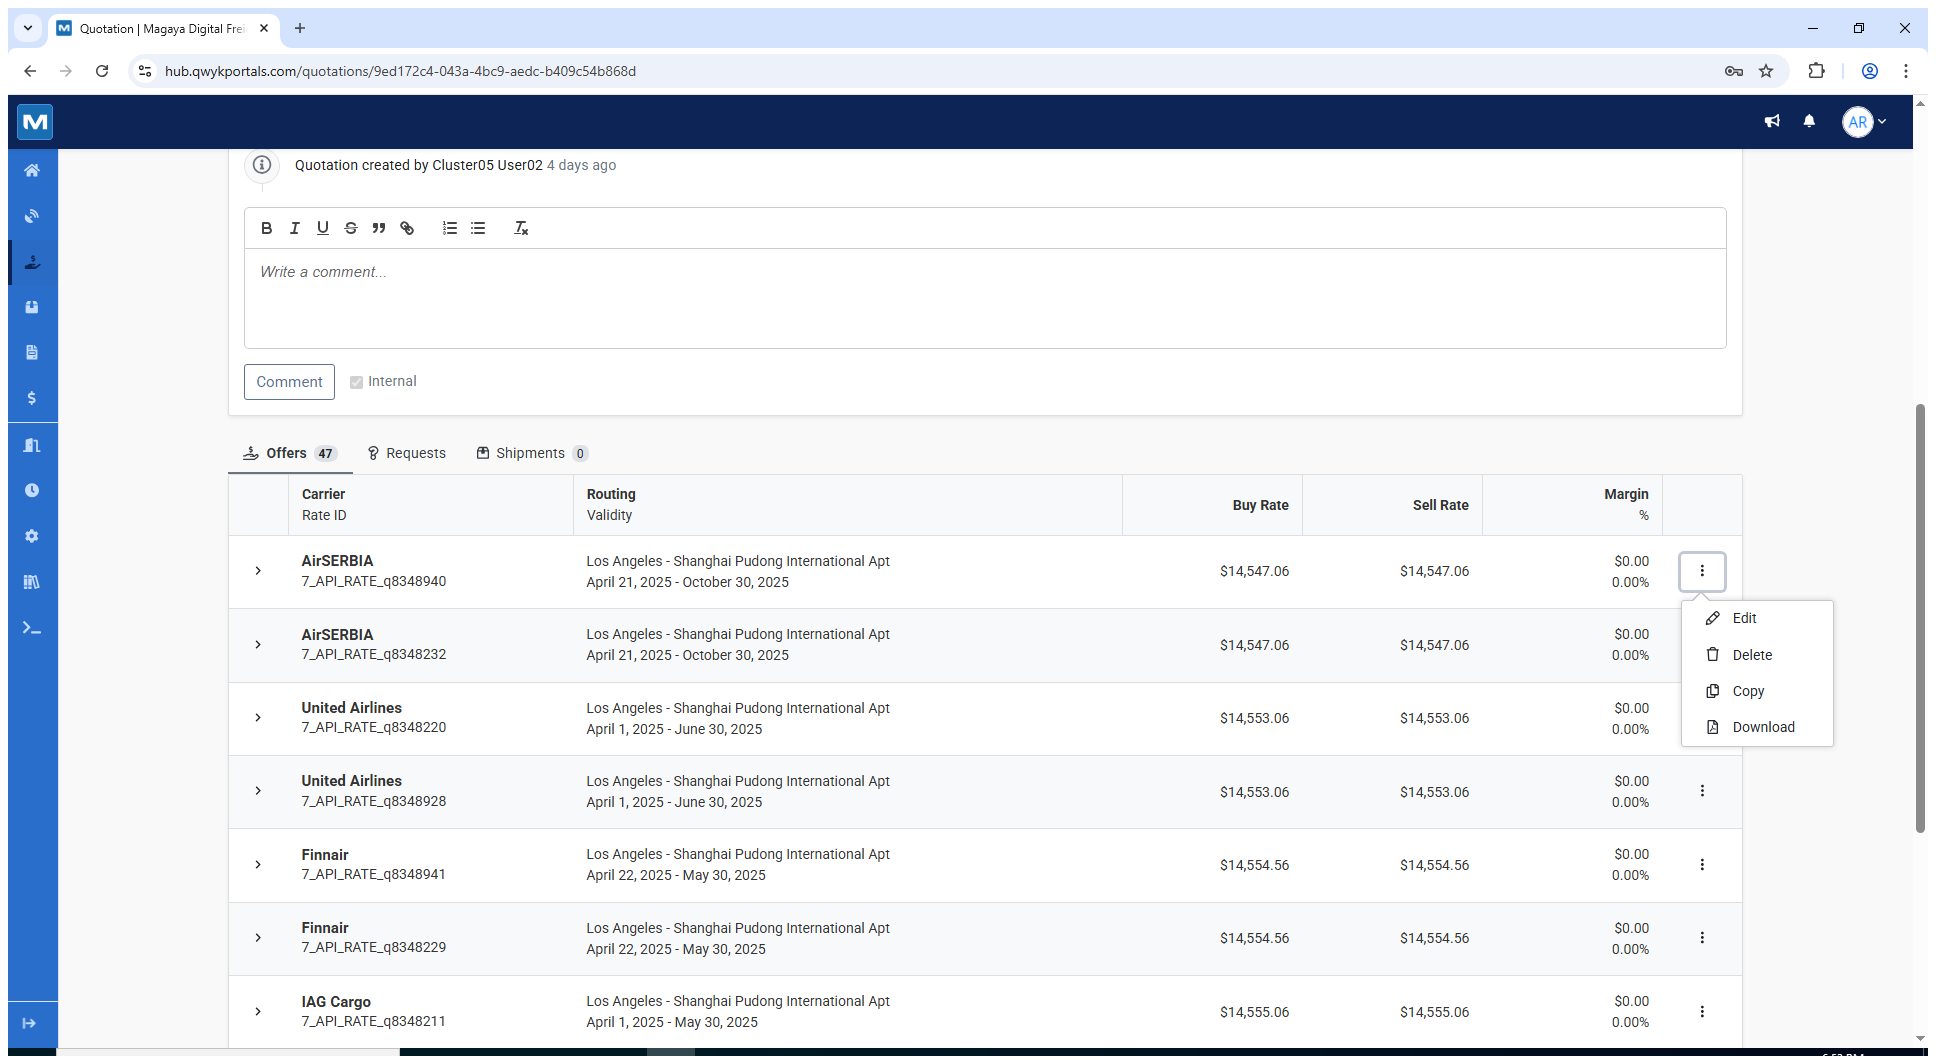 Quotation | Magaya Digital Frei
hub.qwykportals.com/quotations/9ed172c4-043a-4bc9-aedc-b409c54b868d
AR
Quotation created by Cluster05 User02 4 days ago
B I U S
Write a comment...
Comment Internal
Offers 47 Requests Shipments 0
Carrier
Rate ID
Routing
Validity
Buy Rate
Sell Rate
Margin
%
AirSERBIA
7_API_RATE_q8348940
Los Angeles - Shanghai Pudong International Apt
April 21, 2025 - October 30, 2025
$14,547.06
$14,547.06
$0.00
0.00%
Edit
Delete
Copy
Download
AirSERBIA
7_API_RATE_q8348232
Los Angeles - Shanghai Pudong International Apt
April 21, 2025 - October 30, 2025
$14,547.06
$14,547.06
$0.00
0.00%
United Airlines
7_API_RATE_q8348220
Los Angeles - Shanghai Pudong International Apt
April 1, 2025 - June 30, 2025
$14,553.06
$14,553.06
$0.00
0.00%
United Airlines
7_API_RATE_q8348928
Los Angeles - Shanghai Pudong International Apt
April 1, 2025 - June 30, 2025
$14,553.06
$14,553.06
$0.00
0.00%
Finnair
7_API_RATE_q8348941
Los Angeles - Shanghai Pudong International Apt
April 22, 2025 - May 30, 2025
$14,554.56
$14,554.56
$0.00
0.00%
Finnair
7_API_RATE_q8348229
Los Angeles - Shanghai Pudong International Apt
April 22, 2025 - May 30, 2025
$14,554.56
$14,554.56
$0.00
0.00%
IAG Cargo
7_API_RATE_q8348211
Los Angeles - Shanghai Pudong International Apt
April 1, 2025 - May 30, 2025
$14,555.06
$14,555.06
$0.00
0.00%